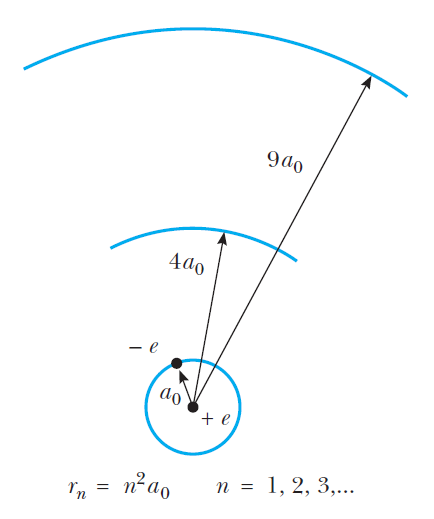 9a₀
4a₀
− e
a₀
+ e
rₙ = n²a₀ n = 1, 2, 3,...